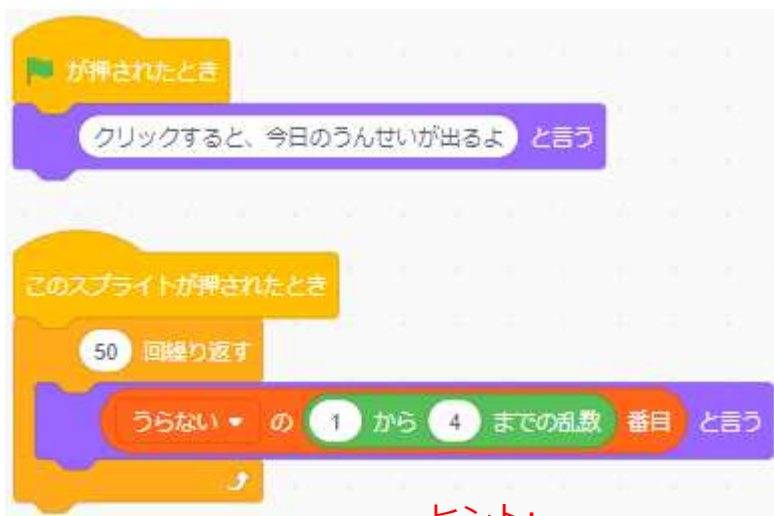 が押されたとき
クリックすると、今日のうんせいが出るよ と言う
このスプライトが押されたとき
50 回繰り返す
うらない の 1 から 4 までの乱数 番目 と言う
ヒント: